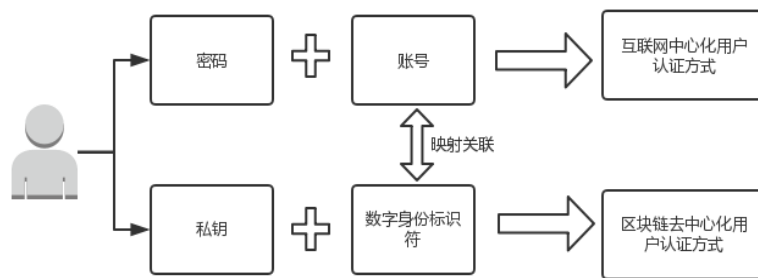 密码
账号
互联网中心化用户
认证方式
映射关联
私钥
数字身份标识
符
区块链去中心化用
户认证方式